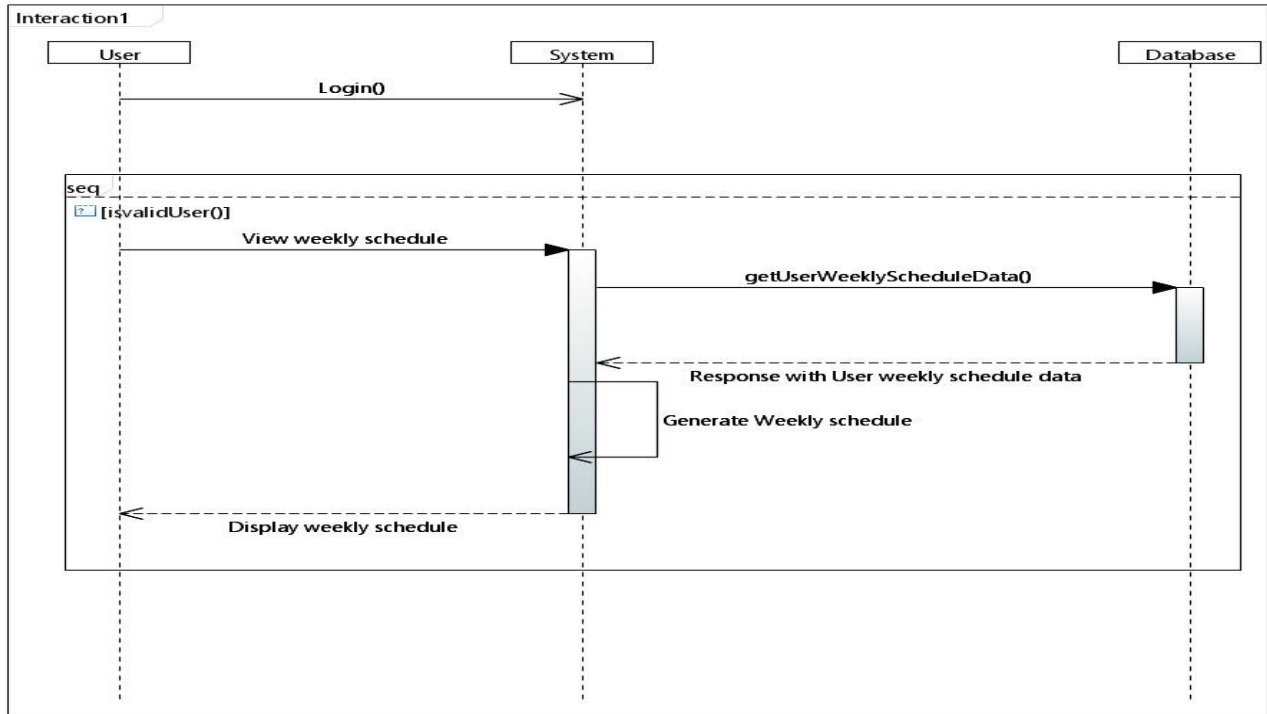 Interaction1
User
System
Database
Login()
seq
[isvalidUser()]
View weekly schedule
getUserWeeklyScheduleData()
Response with User weekly schedule data
Generate Weekly schedule
Display weekly schedule